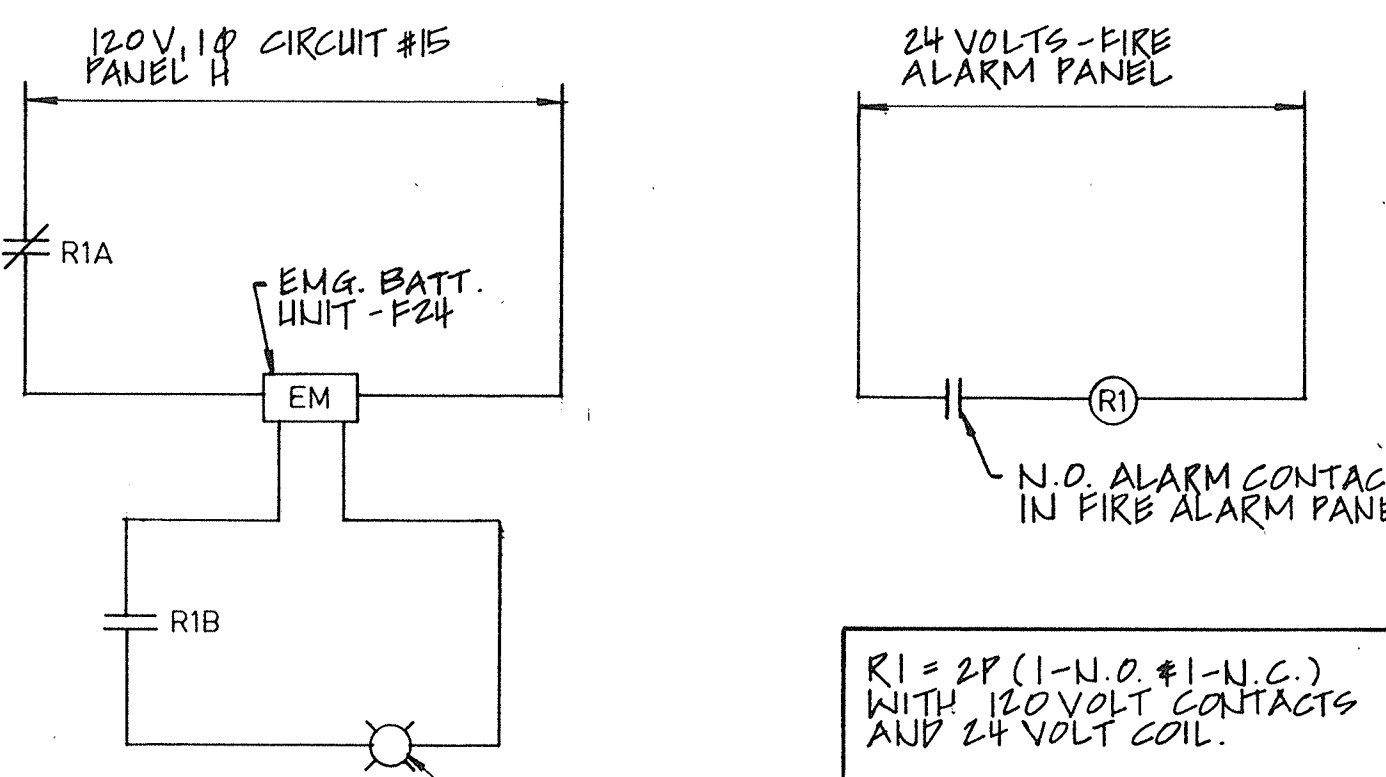 120V, 1φ CIRCUIT #15
PANEL H
24 VOLTS-FIRE
ALARM PANEL
R1A
EMG. BATT.
UNIT-F24
EM
R1
N.O. ALARM CONTAC
IN FIRE ALARM PANE
R1B
R1 = 2P (1-N.O. & 1-N.C.)
WITH 120 VOLT CONTACTS
AND 24 VOLT COIL.